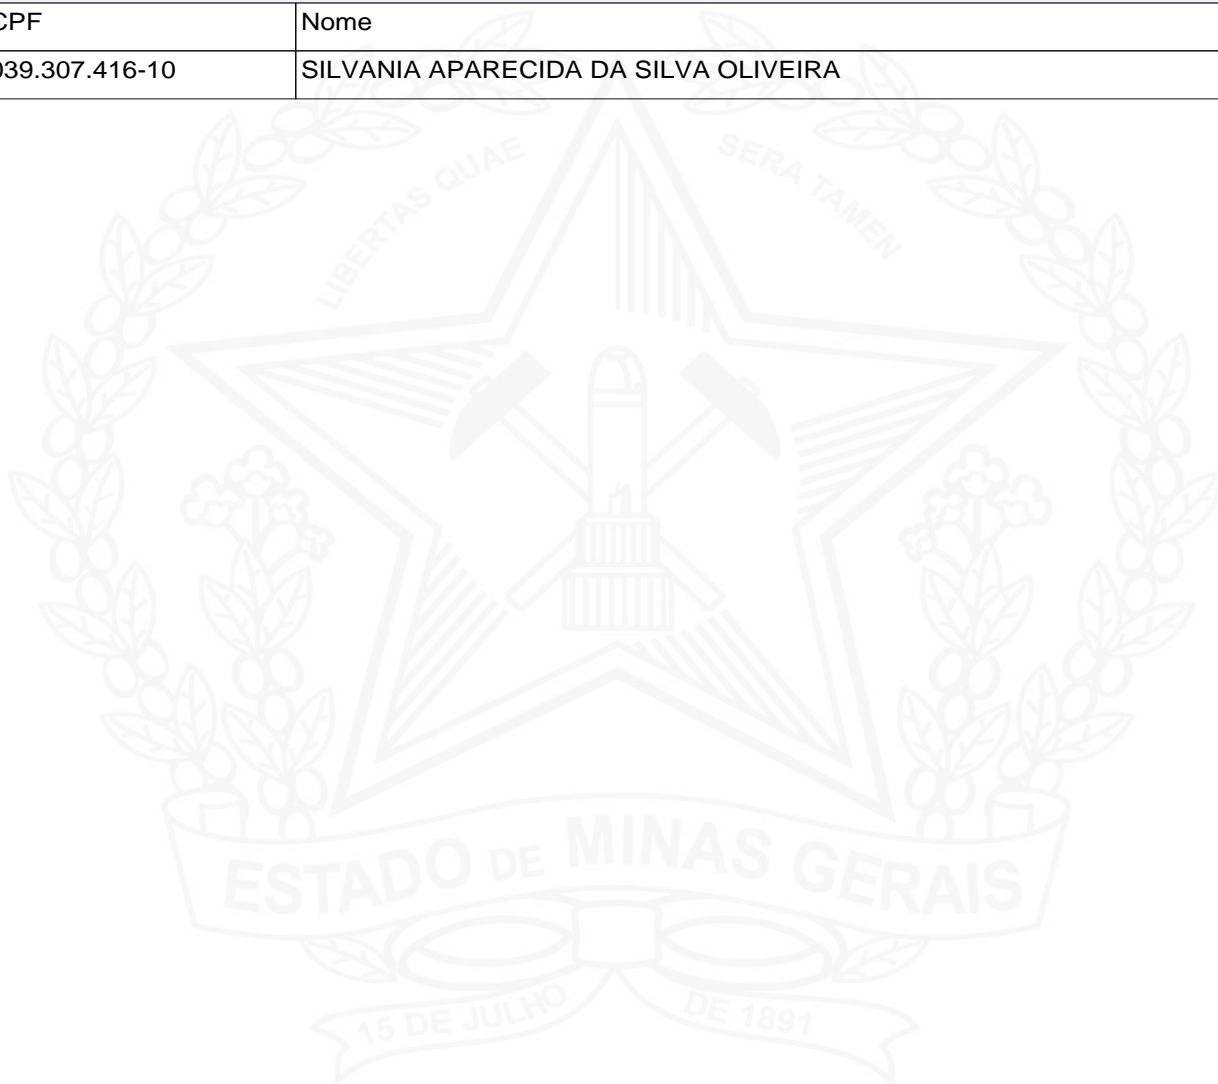 CPF Nome
039.307.416-10 SILVANIA APARECIDA DA SILVA OLIVEIRA
LIBERTAS QUAE SERA TAMEN
ESTADO DE MINAS GERAIS
15 DE JULHO DE 1891